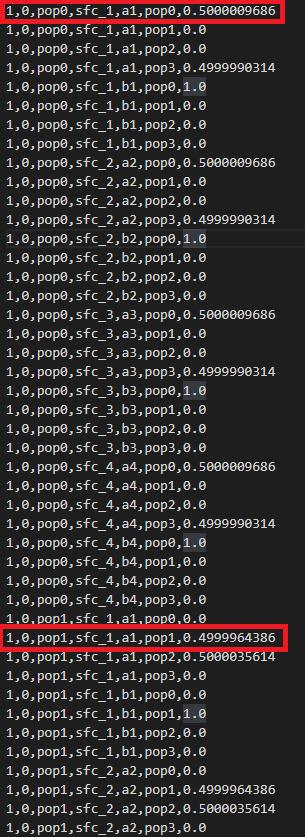 1,0,pop0,sfc_1,a1,pop0,0.5000009686
1,0,pop0,sfc_1,a1,pop1,0.0
1,0,pop0,sfc_1,a1,pop2,0.0
1,0,pop0,sfc_1,a1,pop3,0.4999990314
1,0,pop0,sfc_1,b1,pop0,1.0
1,0,pop0,sfc_1,b1,pop1,0.0
1,0,pop0,sfc_1,b1,pop2,0.0
1,0,pop0,sfc_1,b1,pop3,0.0
1,0,pop0,sfc_2,a2,pop0,0.5000009686
1,0,pop0,sfc_2,a2,pop1,0.0
1,0,pop0,sfc_2,a2,pop2,0.0
1,0,pop0,sfc_2,a2,pop3,0.4999990314
1,0,pop0,sfc_2,b2,pop0,1.0
1,0,pop0,sfc_2,b2,pop1,0.0
1,0,pop0,sfc_2,b2,pop2,0.0
1,0,pop0,sfc_2,b2,pop3,0.0
1,0,pop0,sfc_3,a3,pop0,0.5000009686
1,0,pop0,sfc_3,a3,pop1,0.0
1,0,pop0,sfc_3,a3,pop2,0.0
1,0,pop0,sfc_3,a3,pop3,0.4999990314
1,0,pop0,sfc_3,b3,pop0,1.0
1,0,pop0,sfc_3,b3,pop1,0.0
1,0,pop0,sfc_3,b3,pop2,0.0
1,0,pop0,sfc_3,b3,pop3,0.0
1,0,pop0,sfc_4,a4,pop0,0.5000009686
1,0,pop0,sfc_4,a4,pop1,0.0
1,0,pop0,sfc_4,a4,pop2,0.0
1,0,pop0,sfc_4,a4,pop3,0.4999990314
1,0,pop0,sfc_4,b4,pop0,1.0
1,0,pop0,sfc_4,b4,pop1,0.0
1,0,pop0,sfc_4,b4,pop2,0.0
1,0,pop0,sfc_4,b4,pop3,0.0
1,0,pop1,sfc_1,a1,pop0,0.0
1,0,pop1,sfc_1,a1,pop1,0.4999964386
1,0,pop1,sfc_1,a1,pop2,0.5000035614
1,0,pop1,sfc_1,a1,pop3,0.0
1,0,pop1,sfc_1,b1,pop0,0.0
1,0,pop1,sfc_1,b1,pop1,1.0
1,0,pop1,sfc_1,b1,pop2,0.0
1,0,pop1,sfc_1,b1,pop3,0.0
1,0,pop1,sfc_2,a2,pop0,0.0
1,0,pop1,sfc_2,a2,pop1,0.4999964386
1,0,pop1,sfc_2,a2,pop2,0.5000035614
1,0,pop1,sfc_2,a2,pop3,0.0